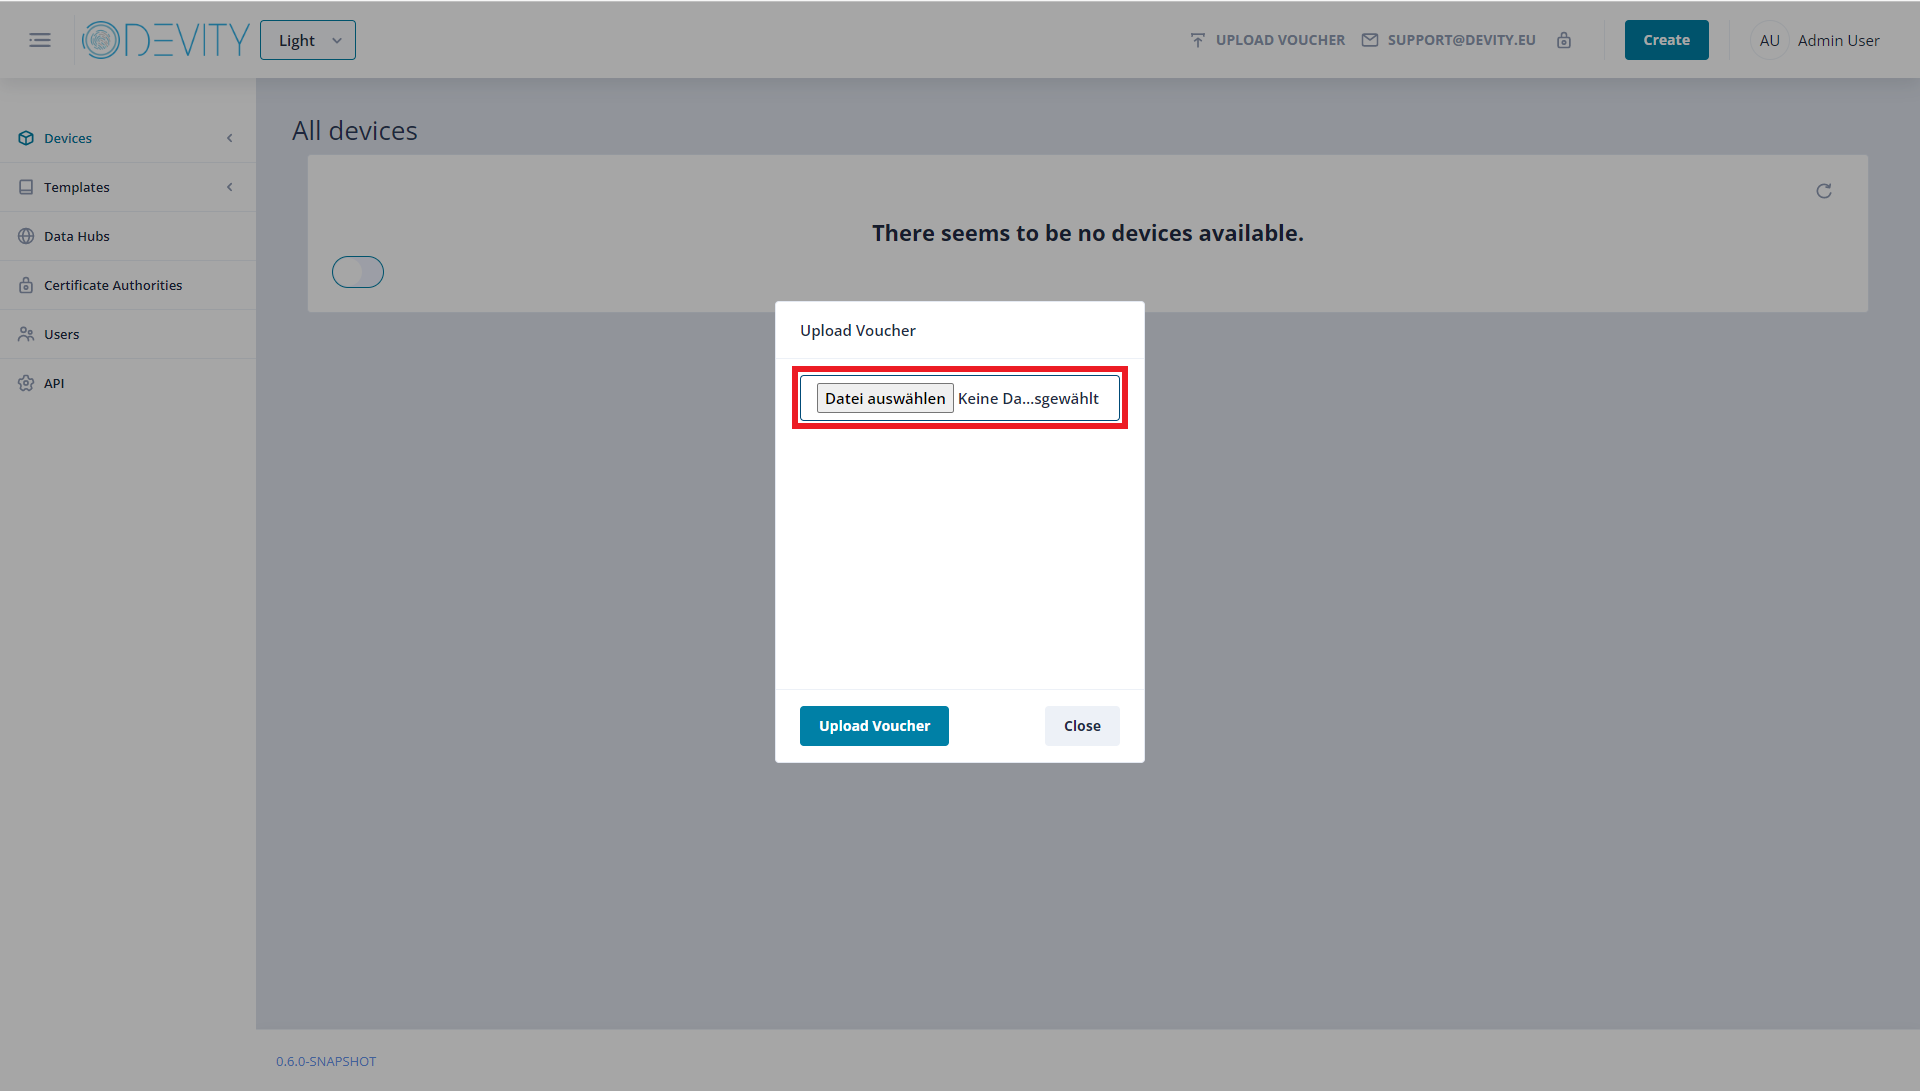 DEVITY
Light
UPLOAD VOUCHER
SUPPORT@DEVITY.EU
Create
AU
Admin User
Devices
Templates
Data Hubs
Certificate Authorities
Users
API
All devices
There seems to be no devices available.
Upload Voucher
Datei auswählen Keine Da...sgewählt
Upload Voucher
Close
0.6.0-SNAPSHOT